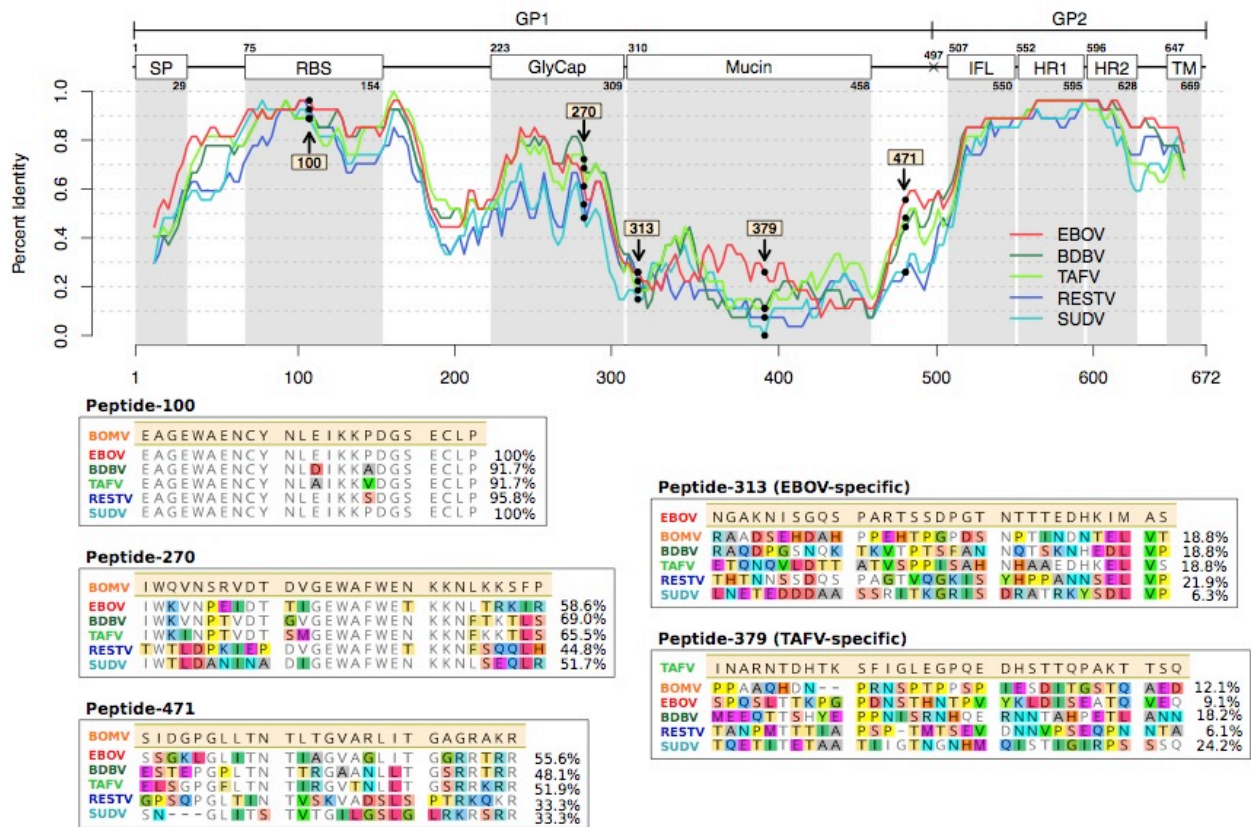 GP1 GP2
1 75 223 310 497 507 552 596 647
SP RBS GlyCap Mucin IFL HR1 HR2 TM
29 154 309 458 550 595 628 669
Percent Identity
1.0
0.8
0.6
0.4
0.2
0.0
100
270
313
379
471
EBOV
BDBV
TAFV
RESTV
SUDV
1 100 200 300 400 500 600 672
Peptide-100
BOMV EAGEWAENCY NLEIKKPDGS ECLP
EBOV EAGEWAENCY NLEIKKPDGS ECLP 100%
BDBV EAGEWAENCY NLDIKKADGS ECLP 91.7%
TAFV EAGEWAENCY NLAIKKVDGS ECLP 91.7%
RESTV EAGEWAENCY NLEIKKSDGS ECLP 95.8%
SUDV EAGEWAENCY NLEIKKPDGS ECLP 100%
Peptide-270
BOMV IWQVNSRVDT DVGEWAFWEN KKNLKKSFP
EBOV IWKVNPEIDT TIGEWAFWET KKNLTRKIR 58.6%
BDBV IWKVNPTVDT GVGEWAFWEN KKNFTKTLS 69.0%
TAFV IWKINPTVDT SMGEWAFWEN KKNFKKTLS 65.5%
RESTV TWTLDPKIEP DVGEWAFWEN KKNFSQQLH 44.8%
SUDV IWTLDANINA DIGEWAFWEN KKNLSEQLR 51.7%
Peptide-471
BOMV SIDGPGLLTN TLTGVARLIT GAGRAKR
EBOV SSGKLGLITN TIAGVAGLIT GGRRTRR 55.6%
BDBV ESTEPGPLTN TTRGAANLLT GSRRTRR 48.1%
TAFV ELSGPGFLTN TIRGVTNLLT GSRRKRR 51.9%
RESTV GPSQPGLTIN TVSKVADSLS PTRKQKR 33.3%
SUDV SN---GLITS TVTGILGSLG LRKRSRR 33.3%
Peptide-313 (EBOV-specific)
EBOV NGAKNISGQS PARTSSDPGT NTTTEDHKIM AS
BOMV RAADSEHDAH PPEHTPGPDS NPTINDNTEL VT 18.8%
BDBV RAQDPGSNQK TKVTPTSFAN NQTSKNHEDL VP 18.8%
TAFV ETQNQVLDTT ATVSPPISAH NHAAEDHKEL VS 18.8%
RESTV THTNNSSDQS PAGTVQGKIS YHPPANNSEL VP 21.9%
SUDV LNETEDDDAA SSRITKGRIS DRATRKYSDL VP 6.3%
Peptide-379 (TAFV-specific)
TAFV INARNTDHTK SFIGLEGPQE DHSTTQPAKT TSQ
BOMV PPAAQHDN-- PRNSPTPPSP IESDITGSTQ AED 12.1%
EBOV SPQSLTTKPG PDNSTHNTPV YKLDISEATQ VEQ 9.1%
BDBV MEEQTTSHYE PPNISRNHQE RNNTAHPETL ANN 18.2%
RESTV TANPMTTTIA PSP-TMTSEV DNNVPSEQPN NTA 6.1%
SUDV TQETITETAA TIIGTNGNHM QISTIGIRPS SSQ 24.2%